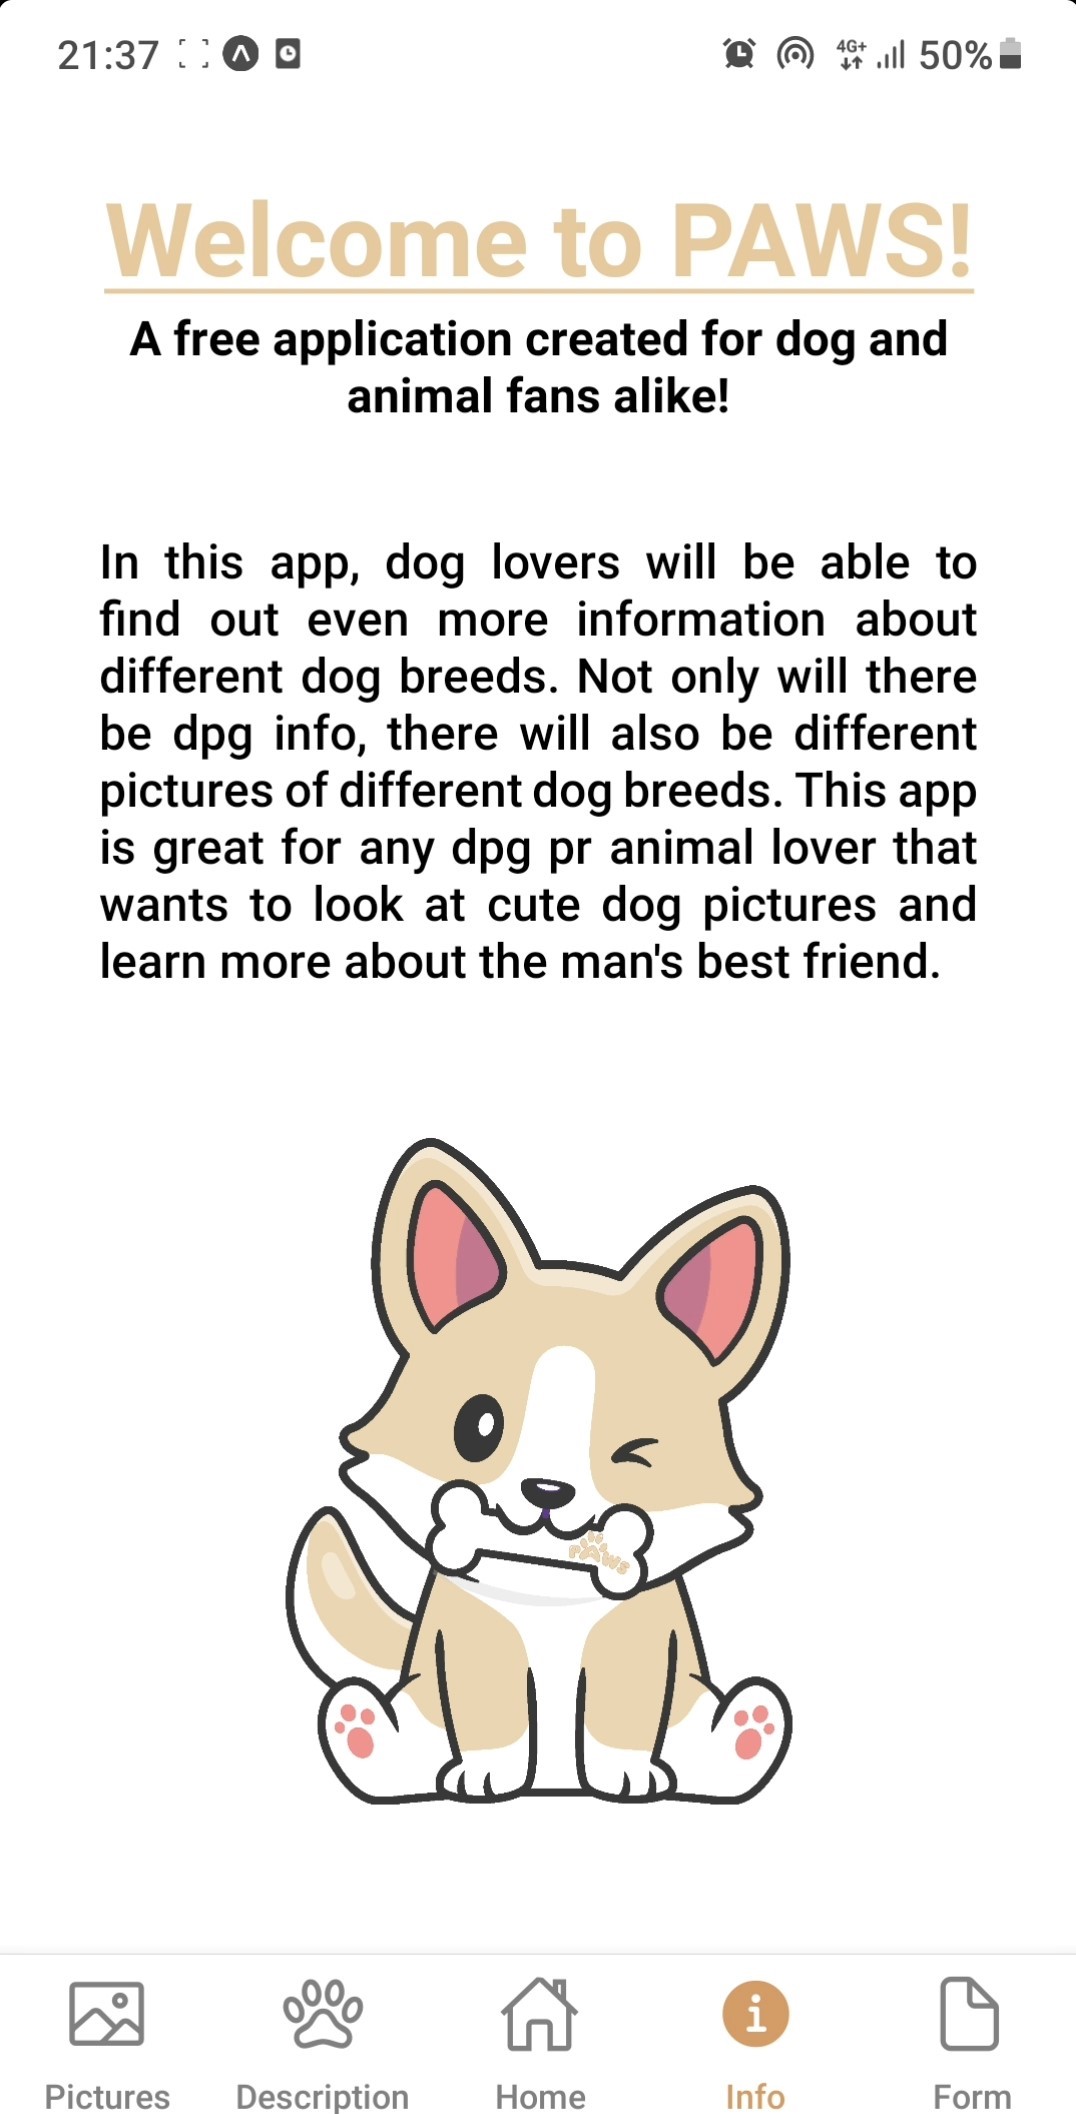 21:37 4G+ 50%
Welcome to PAWS!
A free application created for dog and
animal fans alike!
In this app, dog lovers will be able to
find out even more information about
different dog breeds. Not only will there
be dpg info, there will also be different
pictures of different dog breeds. This app
is great for any dpg pr animal lover that
wants to look at cute dog pictures and
learn more about the man's best friend.
PAWS
Pictures Description Home Info Form